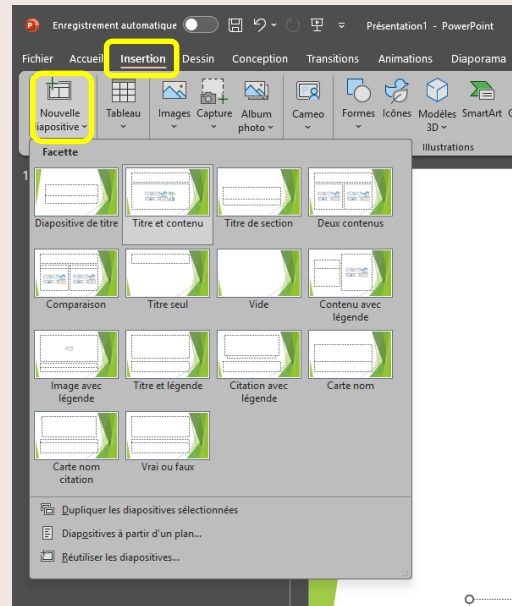 Enregistrement automatique
Présentation1 - PowerPoint
Fichier Accueil Insertion Dessin Conception Transitions Animations Diaporama
Nouvelle diapositive
Tableau
Images
Capture
Album photo
Cameo
Formes
Icônes
Modèles 3D
SmartArt
Illustrations
1
Facette
Diapositive de titre
Titre et contenu
Titre de section
Deux contenus
Comparaison
Titre seul
Vide
Contenu avec
légende
Image avec
légende
Titre et légende
Citation avec
légende
Carte nom
Carte nom
citation
Vrai ou faux
Dupliquer les diapositives sélectionnées
Diapositives à partir d'un plan...
Réutiliser les diapositives...